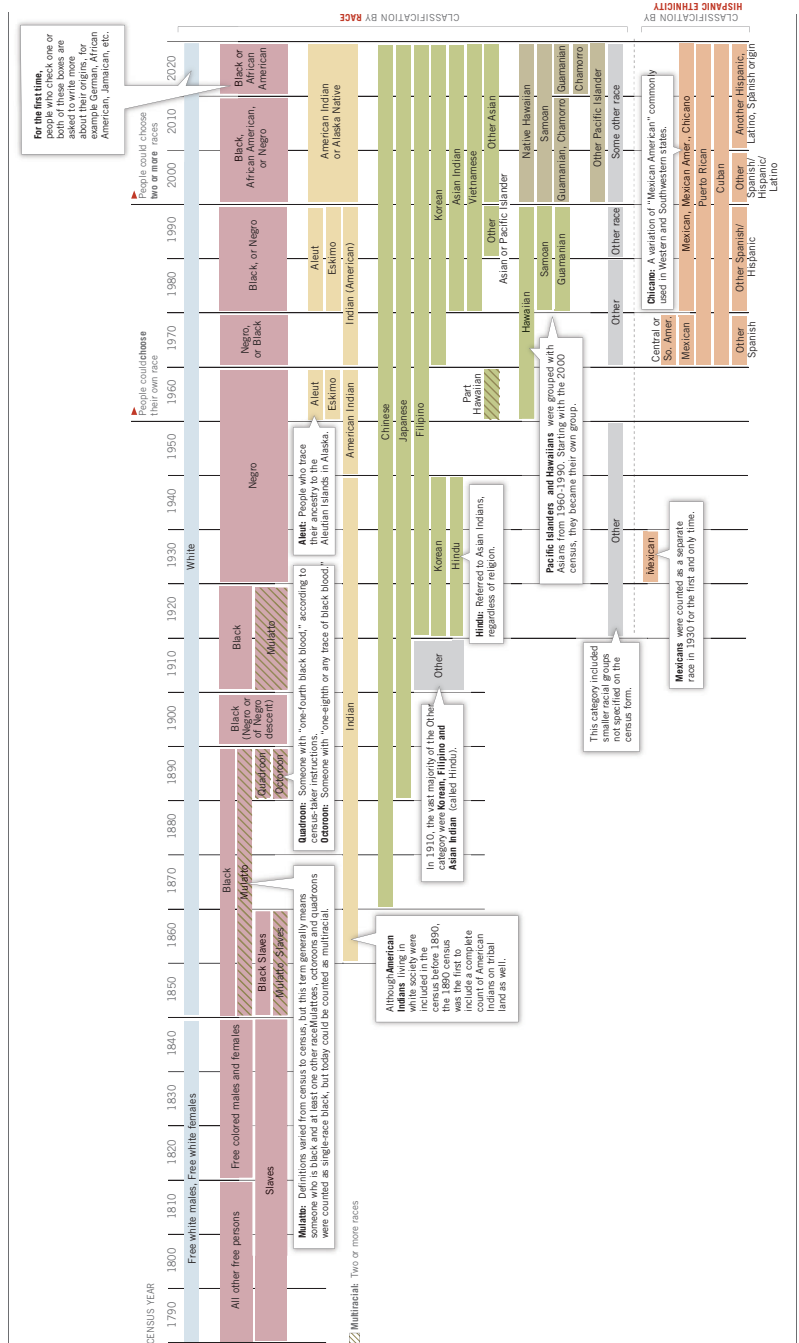 CENSUS YEAR
1790
1800
1810
1820
1830
1840
1850
1860
1870
1880
1890
1900
1910
1920
1930
1940
1950
1960
1970
1980
1990
2000
2010
2020
People couldchoose
their own race
People could choose
two or more races
For the first time,
people who check one or
both of these boxes are
asked to write more
about their origins, for
example German, African
American, Jamaican, etc.
CLASSIFICATION BY RACE
Free white males, Free white females
White
All other free persons
Free colored males and females
Slaves
Black
Mulatto
Black Slaves
Mulatto Slaves
Quadroon
Octoroon
Black
(Negro or
of Negro
descent)
Black
Mulatto
Negro
Negro,
or Black
Black, or Negro
Black,
African American,
or Negro
Black or
African
American
Mulatto: Definitions varied from census to census, but this term generally means
someone who is black and at least one other raceMulattoes, octoroons and quadroons
were counted as single-race black, but today could be counted as multiracial.
Quadroon: Someone with "one-fourth black blood," according to
census-taker instructions.
Octoroon: Someone with "one-eighth or any trace of black blood."
Aleut: People who trace
their ancestry to the
Aleutian Islands in Alaska.
Aleut
Eskimo
Aleut
Eskimo
American Indian
or Alaska Native
Indian
American Indian
Indian (American)
Multiracial: Two or more races
AlthoughAmerican
Indians living in
white society were
included in the
census before 1890,
the 1890 census
was the first to
include a complete
count of American
Indians on tribal
land as well.
Chinese
Japanese
Filipino
Other
Korean
Korean
Hindu
Asian Indian
Vietnamese
In 1910, the vast majority of the Other
category were Korean, Filipino and
Asian Indian (called Hindu).
Hindu: Referred to Asian Indians,
regardless of religion.
Part
Hawaiian
Other
Other Asian
Asian or Pacific Islander
Hawaiian
Native Hawaiian
Samoan
Samoan
Guamanian
Guamanian, Chamorro
Guamanian
Chamorro
Other Pacific Islander
Pacific Islanders and Hawaiians were grouped with
Asians from 1960-1990. Starting with the 2000
census, they became their own group.
Other
Other
Other race
Some other race
This category included
smaller racial groups
not specified on the
census form.
CLASSIFICATION BY
HISPANIC ETHNICITY
Mexican
Mexicans were counted as a separate
race in 1930 for the first and only time.
Chicano: A variation of "Mexican American" commonly
used in Western and Southwestern states.
Central or
So. Amer.
Mexican
Mexican, Mexican Amer., Chicano
Puerto Rican
Cuban
Other
Spanish
Other Spanish/
Hispanic
Other
Spanish/
Hispanic/
Latino
Another Hispanic,
Latino, Spanish origin